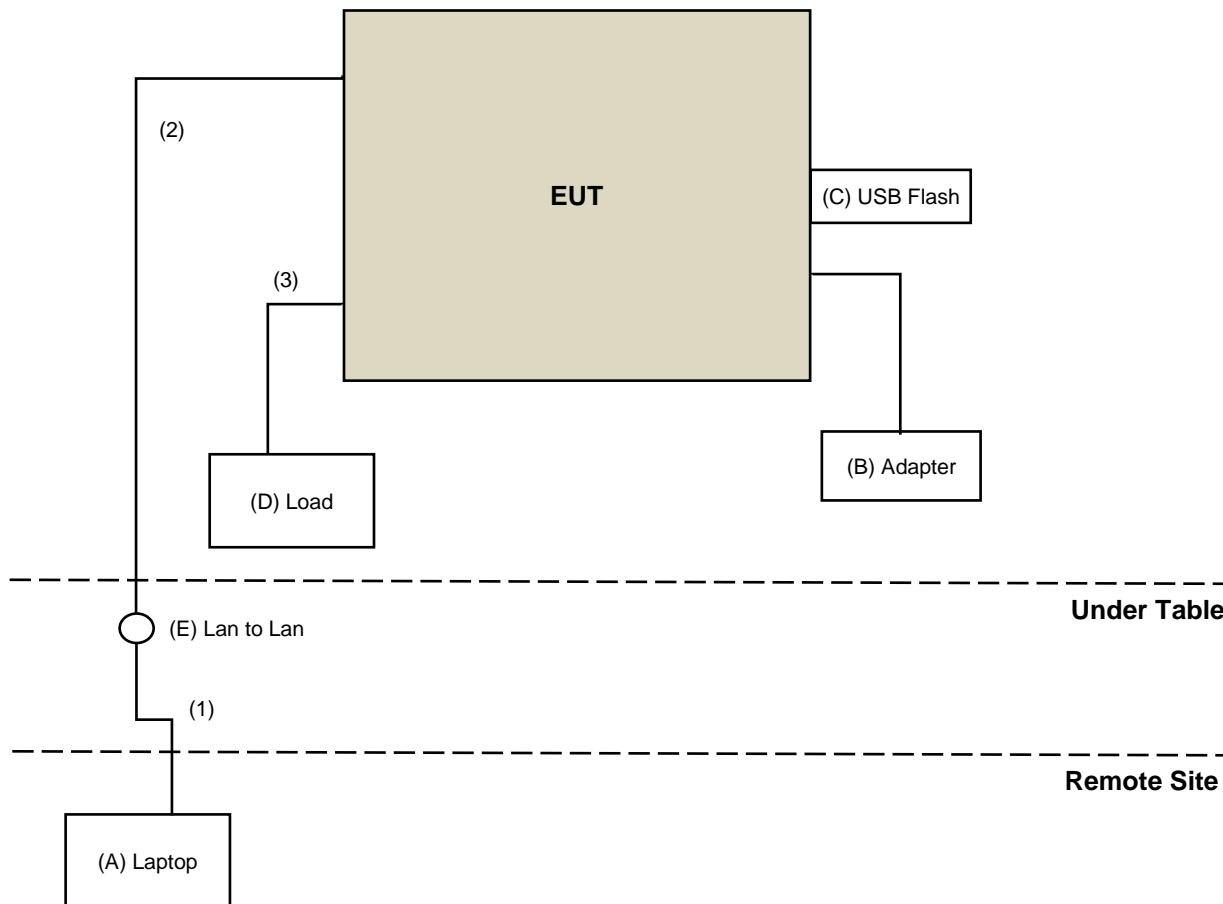 (2)
EUT
(C) USB Flash
(3)
(B) Adapter
(D) Load
Under Table
(E) Lan to Lan
(1)
Remote Site
(A) Laptop